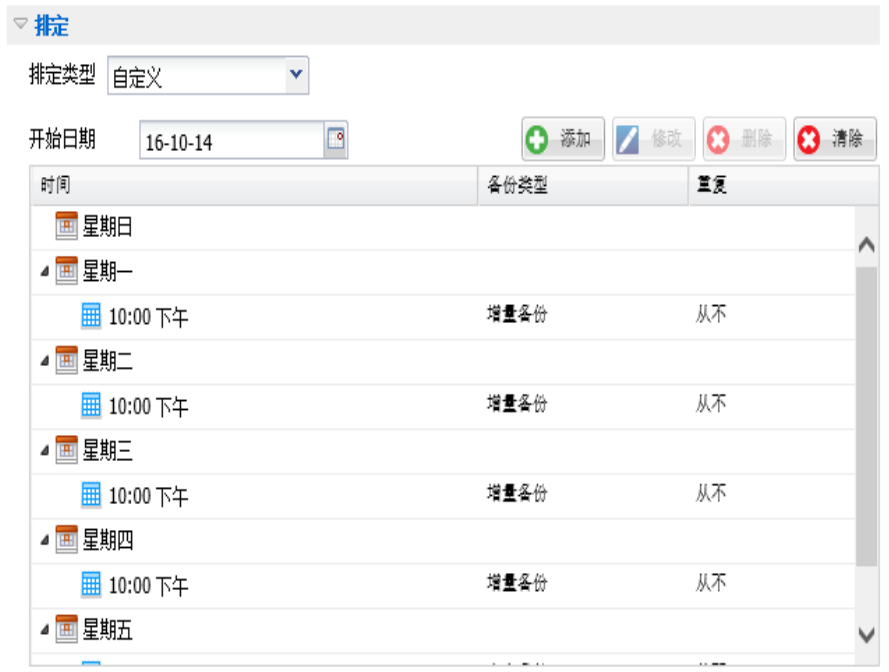 排定
排定类型 自定义
开始日期 16-10-14 添加 修改 删除 清除
时间 备份类型 重复
星期日
星期一
10:00 下午 增量备份 从不
星期二
10:00 下午 增量备份 从不
星期三
10:00 下午 增量备份 从不
星期四
10:00 下午 增量备份 从不
星期五